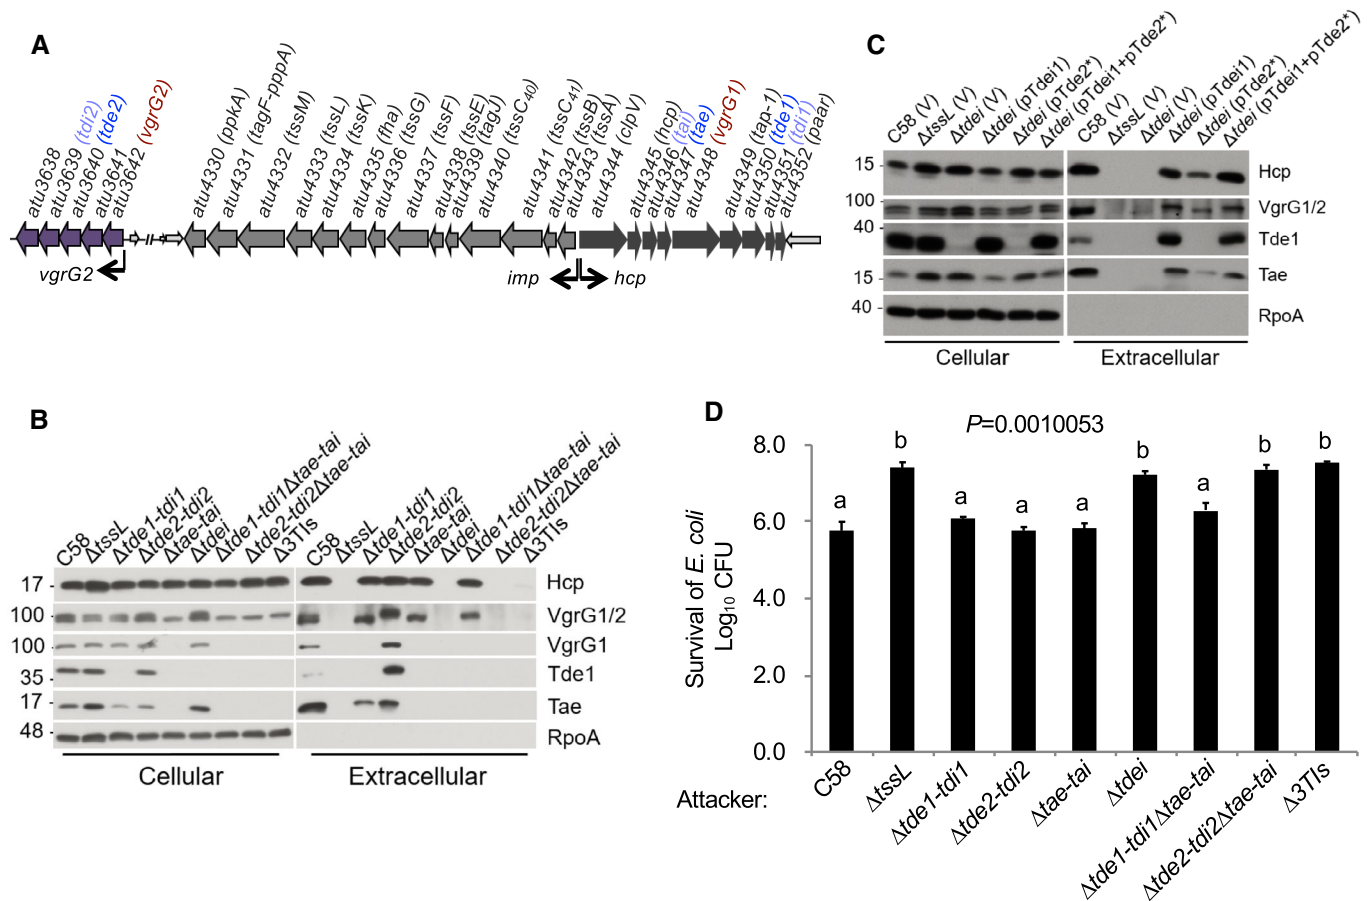 A
atu3638
atu3639 (tdi2)
atu3640 (tde2)
atu3641
atu3642 (vgrG2)
atu4330 (ppkA)
atu4331 (tagF-pppA)
atu4332 (tssM)
atu4333 (tssL)
atu4334 (tssK)
atu4335 (fha)
atu4336 (tssG)
atu4337 (tssF)
atu4338 (tssE)
atu4339 (tagJ)
atu4340 (tssC40)
atu4341 (tssC41)
atu4342 (tssB)
atu4343 (tssA)
atu4344 (clpV)
atu4345 (hcp)
atu4346 (tai)
atu4347 (tae)
atu4348 (vgrG1)
atu4349 (tap-1)
atu4350 (tde1)
atu4351 (tdi1)
atu4352 (paar)
vgrG2
imp
hcp
B
C58
ΔtssL
Δtde1-tdi1
Δtde2-tdi2
Δtae-tai
Δtdei
Δtde1-tdi1Δtae-tai
Δtde2-tdi2Δtae-tai
Δ3TIs
C58
ΔtssL
Δtde1-tdi1
Δtde2-tdi2
Δtae-tai
Δtdei
Δtde1-tdi1Δtae-tai
Δtde2-tdi2Δtae-tai
Δ3TIs
17 Hcp
100 VgrG1/2
100 VgrG1
35 Tde1
17 Tae
48 RpoA
Cellular Extracellular
C
C58 (V)
ΔtssL (V)
Δtdei (V)
Δtdei (pTdei1)
Δtdei (pTde2*)
Δtdei (pTdei1+pTde2*)
C58 (V)
ΔtssL (V)
Δtdei (V)
Δtdei (pTdei1)
Δtdei (pTde2*)
Δtdei (pTdei1+pTde2*)
15 Hcp
100 VgrG1/2
40 Tde1
15 Tae
40 RpoA
Cellular Extracellular
D
P=0.0010053
Survival of E. coli
Log10 CFU
8.0
6.0
4.0
2.0
0.0
a b a a a b a b b
Attacker:
C58
ΔtssL
Δtde1-tdi1
Δtde2-tdi2
Δtae-tai
Δtdei
Δtde1-tdi1Δtae-tai
Δtde2-tdi2Δtae-tai
Δ3TIs